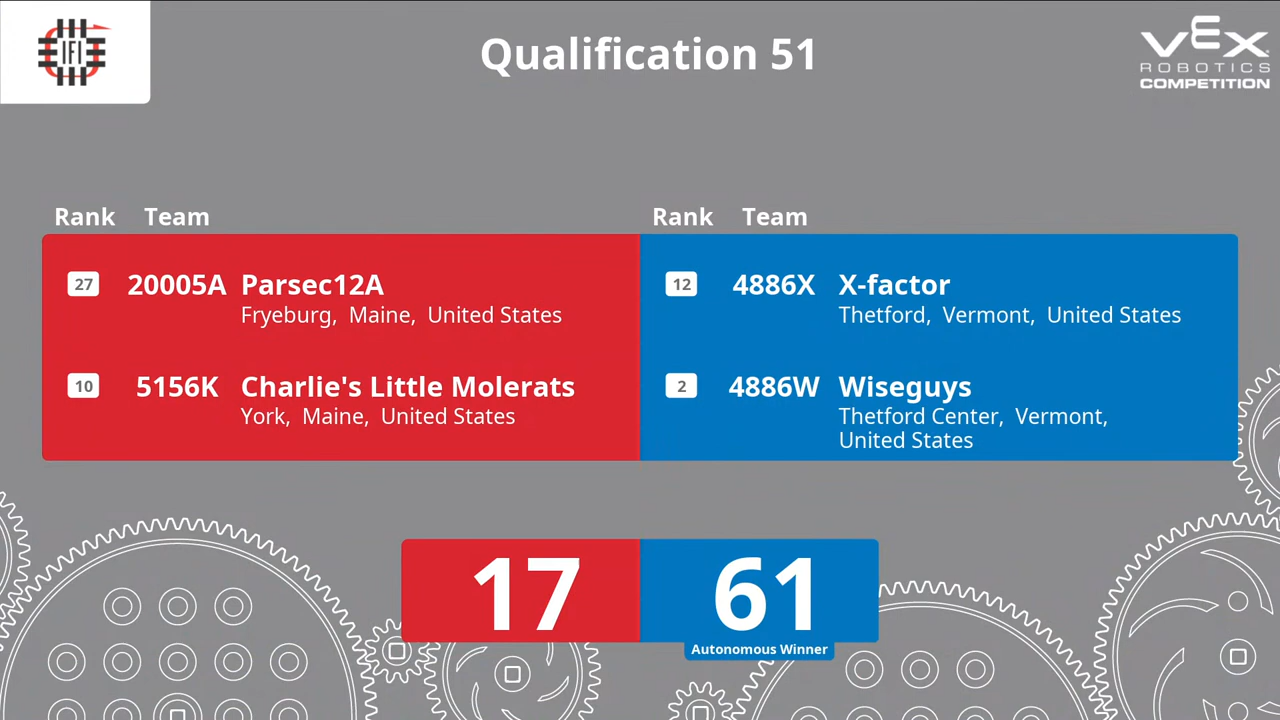 IFI
Qualification 51
VEX
ROBOTICS
COMPETITION
Rank Team
Rank Team
27 20005A Parsec12A
Fryeburg, Maine, United States
10 5156K Charlie's Little Molerats
York, Maine, United States
12 4886X X-factor
Thetford, Vermont, United States
2 4886W Wiseguys
Thetford Center, Vermont,
United States
17
61
Autonomous Winner